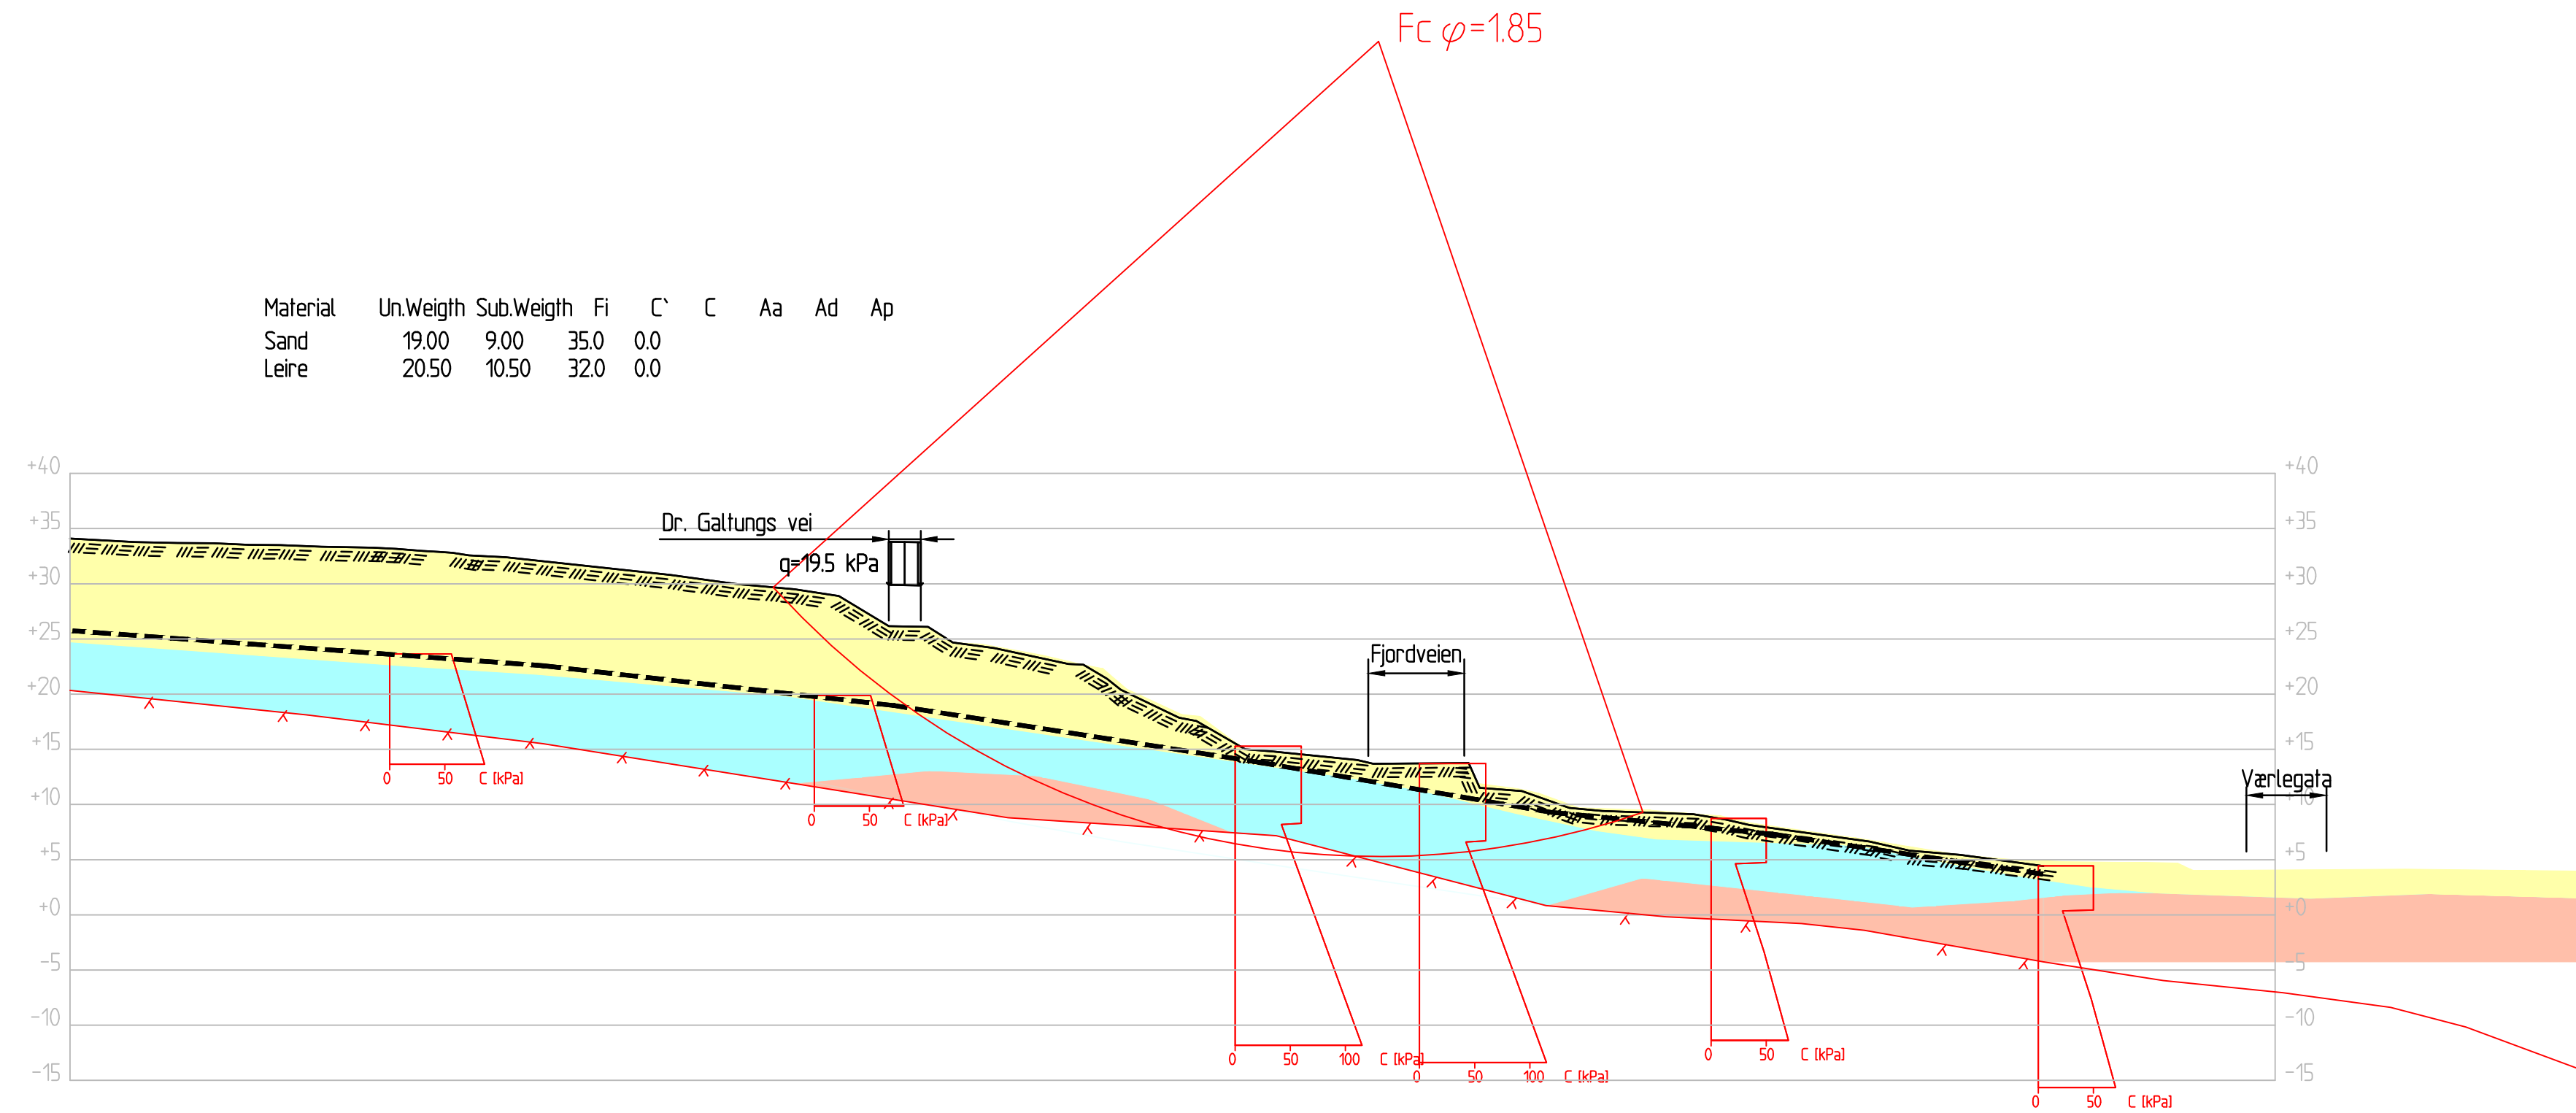 Fc φ=1.85
Material Un.Weigth Sub.Weigth Fi C` C Aa Ad Ap
Sand 19.00 9.00 35.0 0.0
Leire 20.50 10.50 32.0 0.0
+40 +40
+35 Dr. Galtungs vei +35
q=19.5 kPa
+30 +30
+25 +25
Fjordveien
+20 +20
+15 +15
0 50 C [kPa] Værlegata
+10 +10
0 50 C [kPa]
+5 +5
+0 +0
-5 -5
-10 -10
0 50 100 C [kPa] 0 50 C [kPa]
-15 0 50 100 C [kPa] -15
0 50 C [kPa]